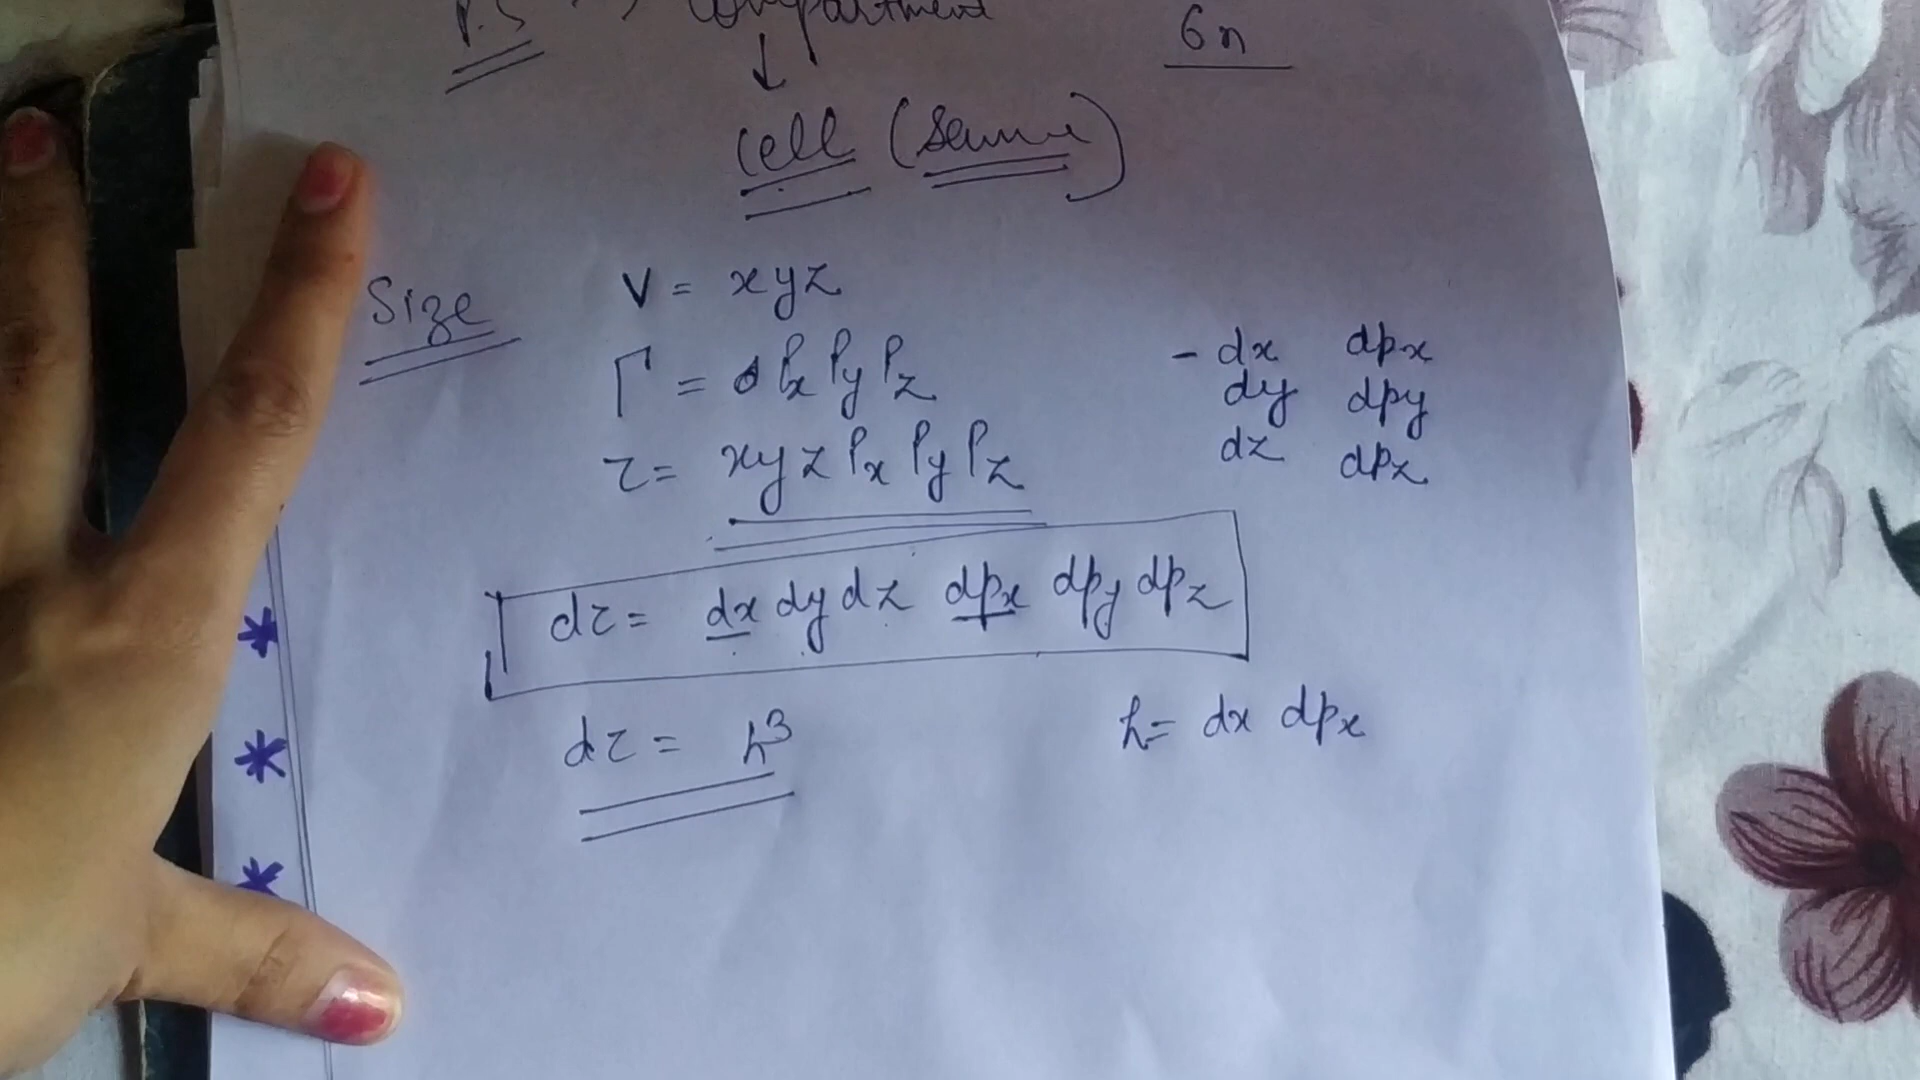 P.S → compartment
6n
↓
cell (same)
Size
V = xyz
Γ = Px Py Pz
- dx dpx
dy dpy
τ = xyz Px Py Pz
dz dpz
dτ = dx dy dz dpx dpy dpz
dτ = h³
h = dx dpx
*
*
*